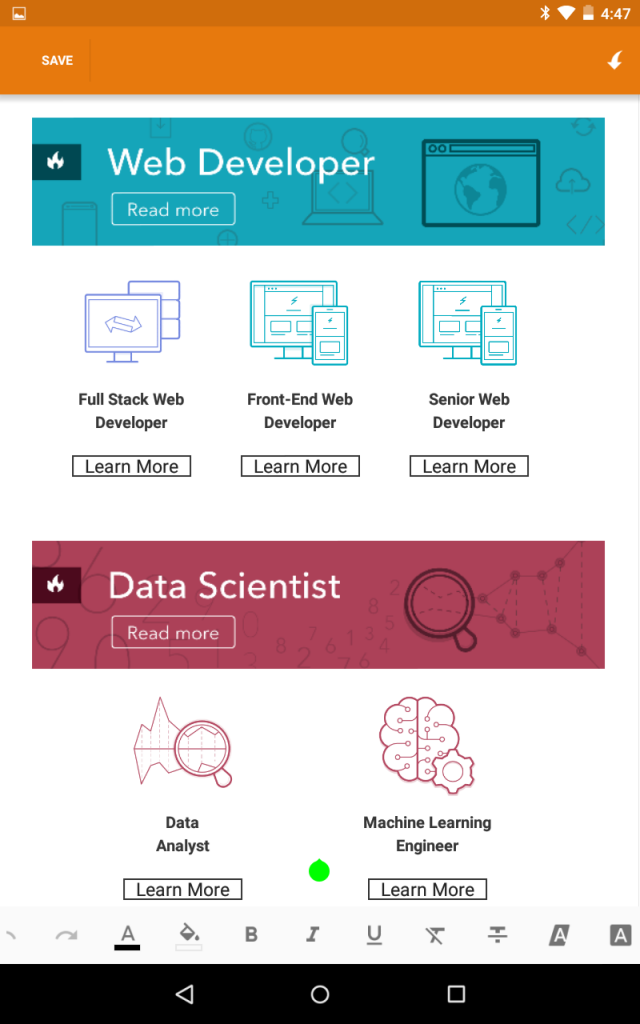 4:47
SAVE
Web Developer
Read more
Full Stack Web
Developer
Learn More
Front-End Web
Developer
Learn More
Senior Web
Developer
Learn More
Data Scientist
Read more
Data
Analyst
Learn More
Machine Learning
Engineer
Learn More
A B I U A A